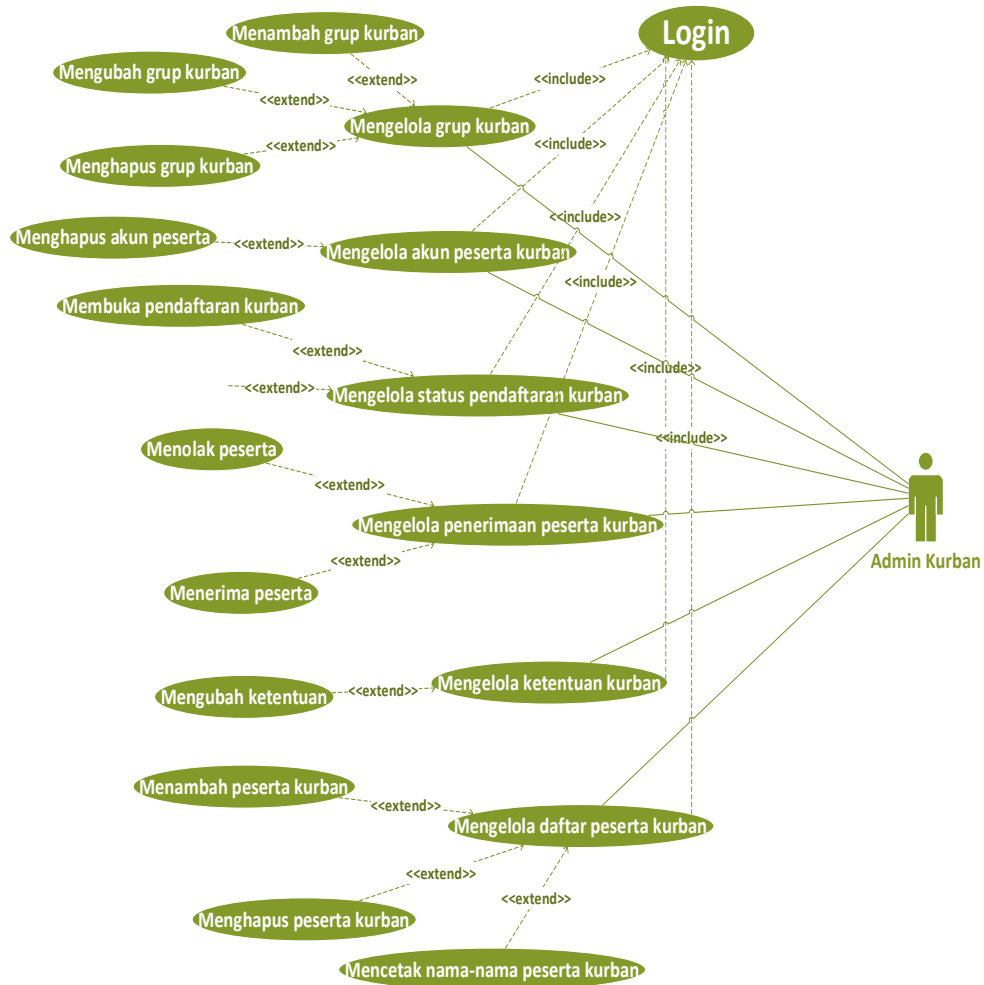 Login
Menambah grup kurban
Mengubah grup kurban
<<extend>>
<<include>>
<<extend>>
Mengelola grup kurban
<<extend>>
<<include>>
Menghapus grup kurban
Menghapus akun peserta
<<extend>>
Mengelola akun peserta kurban
<<include>>
<<include>>
Membuka pendaftaran kurban
<<extend>>
<<include>>
<<extend>>
Mengelola status pendaftaran kurban
<<include>>
Menolak peserta
<<extend>>
Mengelola penerimaan peserta kurban
<<extend>>
Menerima peserta
Admin Kurban
Mengubah ketentuan
<<extend>>
Mengelola ketentuan kurban
Menambah peserta kurban
<<extend>>
Mengelola daftar peserta kurban
<<extend>>
<<extend>>
Menghapus peserta kurban
Mencetak nama-nama peserta kurban